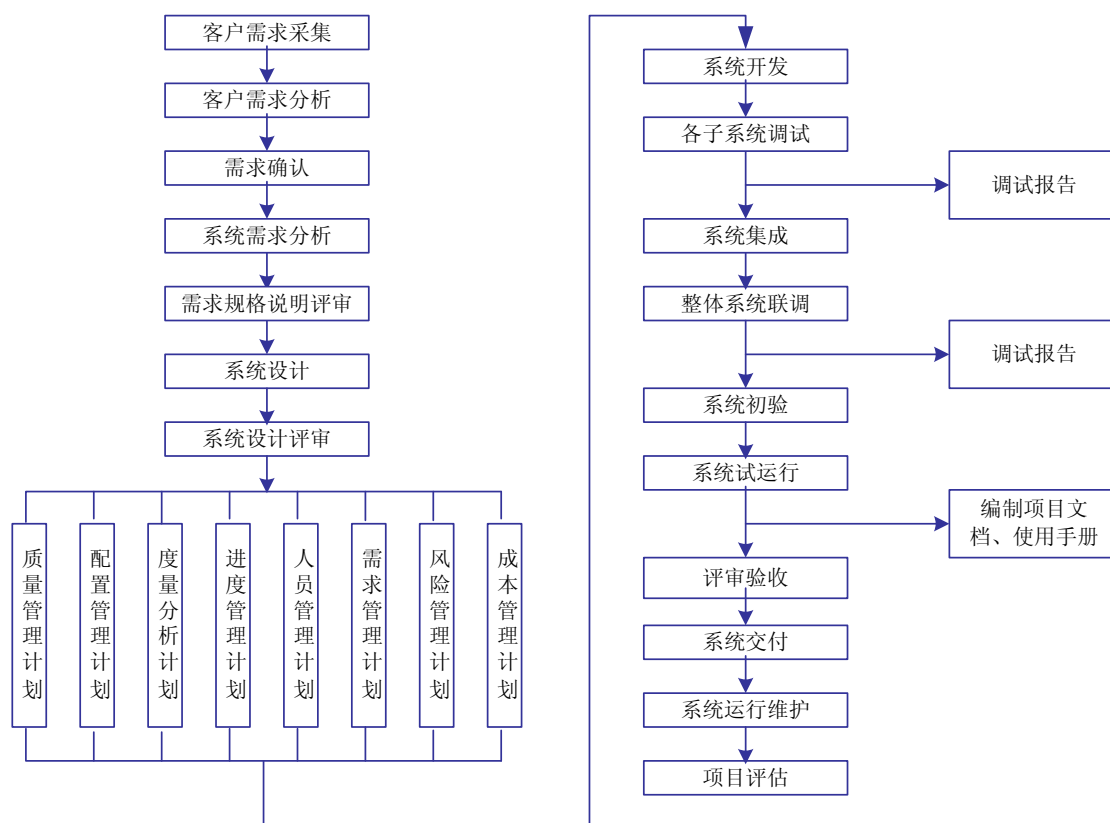 客户需求采集
客户需求分析
需求确认
系统需求分析
需求规格说明评审
系统设计
系统设计评审
质量管理计划
配置管理计划
度量分析计划
进度管理计划
人员管理计划
需求管理计划
风险管理计划
成本管理计划
系统开发
各子系统调试
调试报告
系统集成
整体系统联调
调试报告
系统初验
系统试运行
编制项目文
档、使用手册
评审验收
系统交付
系统运行维护
项目评估